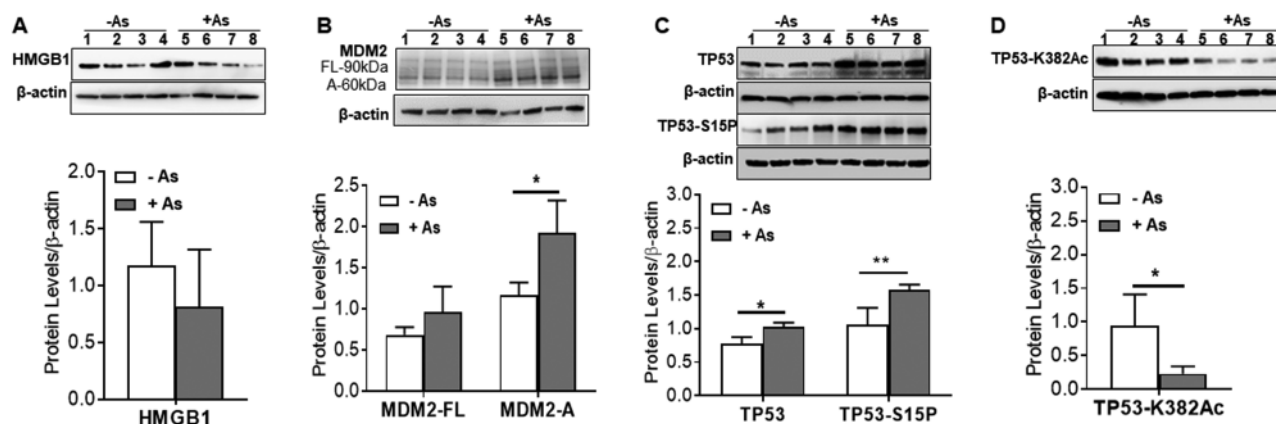 A
-As +As
1 2 3 4 5 6 7 8
HMGB1
β-actin
Protein Levels/β-actin
2.0
1.5
1.0
0.5
0.0
- As
+ As
HMGB1
B
-As +As
1 2 3 4 5 6 7 8
MDM2
FL-90kDa
A-60kDa
β-actin
Protein Levels/β-actin
2.5
2.0
1.5
1.0
0.5
0.0
- As
+ As
*
MDM2-FL MDM2-A
C
-As +As
1 2 3 4 5 6 7 8
TP53
β-actin
TP53-S15P
β-actin
Protein Levels/β-actin
3.0
2.5
2.0
1.5
1.0
0.5
0.0
- As
+ As
*
**
TP53 TP53-S15P
D
-As +As
1 2 3 4 5 6 7 8
TP53-K382Ac
β-actin
Protein Levels/β-actin
3.0
2.5
2.0
1.5
1.0
0.5
0.0
- As
+ As
*
TP53-K382Ac